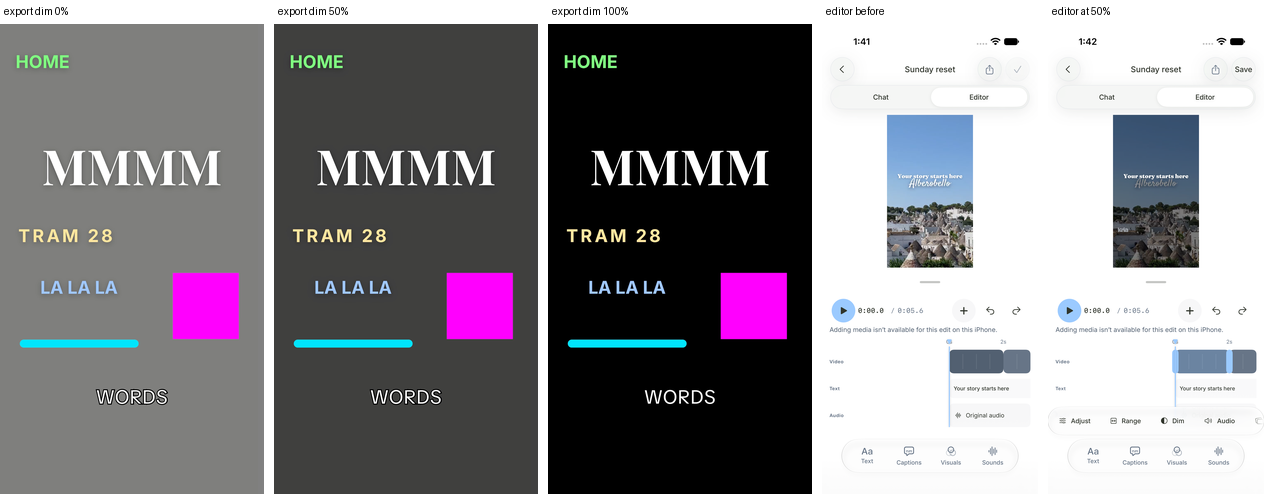 export dim 0%
HOME
MMMM
TRAM 28
LA LA LA
WORDS
export dim 50%
HOME
MMMM
TRAM 28
LA LA LA
WORDS
export dim 100%
HOME
MMMM
TRAM 28
LA LA LA
WORDS
editor before
1:41
Sunday reset
Chat
Editor
Your story starts here
Alberobello
0:00.0 / 0:05.6
Adding media isn't available for this edit on this iPhone.
2s
Video
Text
Your story starts here
Audio
Original audio
Aa
Text
Captions
Visuals
Sounds
editor at 50%
1:42
Sunday reset
Save
Chat
Editor
Your story starts here
Alberobello
0:00.0 / 0:05.6
Adding media isn't available for this edit on this iPhone.
2s
Video
Text
Your story starts here
Adjust
Range
Dim
Audio
Aa
Text
Captions
Visuals
Sounds